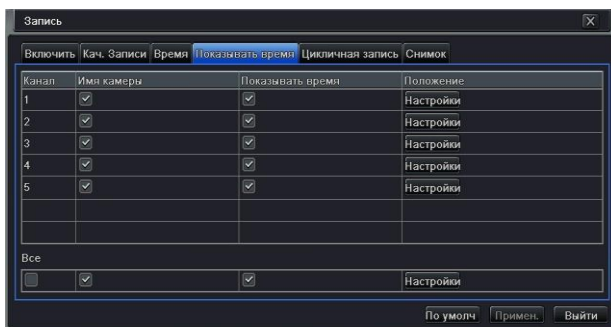 Запись
Включить Кач. Записи Время Показывать время Цикличная запись Снимок
Канал Имя камеры Показывать время Положение
1 Настройки
2 Настройки
3 Настройки
4 Настройки
5 Настройки
Все
Настройки
По умолч Примен. Выйти